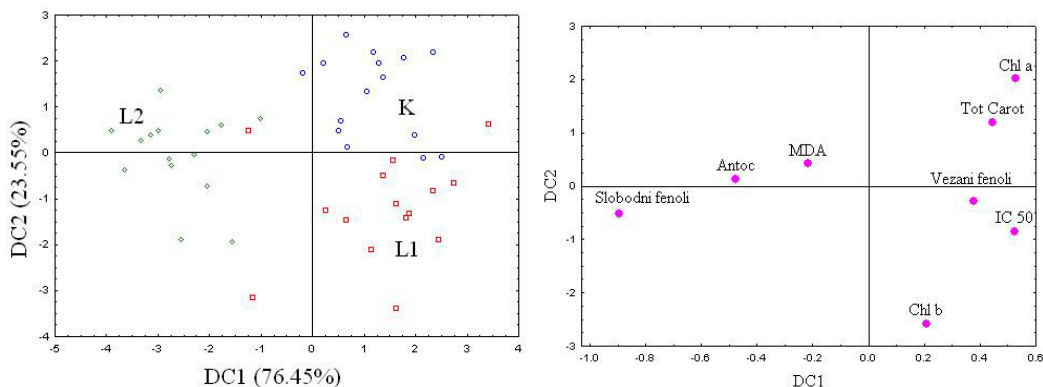 3
2
1
0
-1
-2
-3
-4
-5
-4
-3
-2
-1
0
1
2
3
4
L2
K
L1
DC2 (23.55%)
DC1 (76.45%)
3
2
1
0
-1
-2
-3
-1.0
-0.8
-0.6
-0.4
-0.2
0.0
0.2
0.4
0.6
Chl a
Tot Carot
MDA
Antoc
Vezani fenoli
Slobodni fenoli
IC 50
Chl b
DC2
DC1